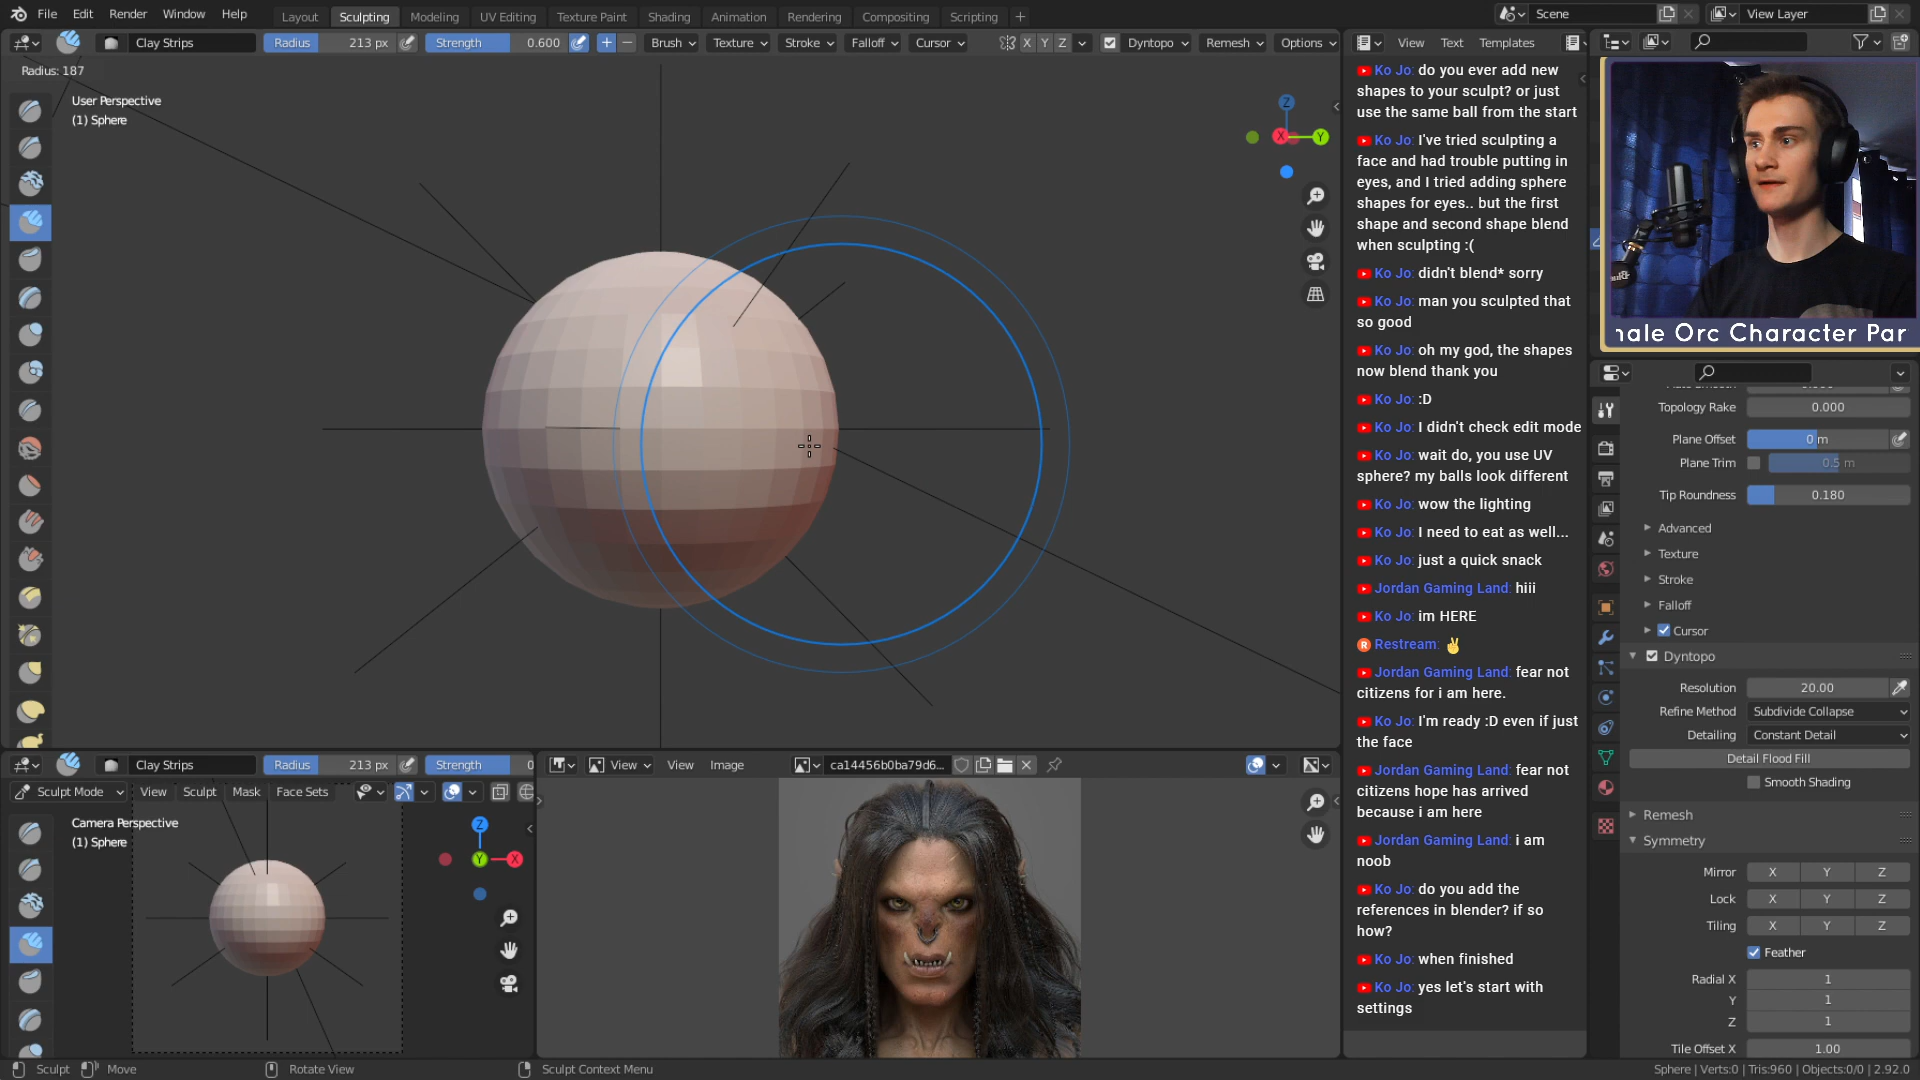 File Edit Render Window Help Layout Sculpting Modeling UV Editing Texture Paint Shading Animation Rendering Compositing Scripting + Scene View Layer
Clay Strips Radius 213 px Strength 0.600 + − Brush Texture Stroke Falloff Cursor X Y Z Dyntopo Remesh Options View Text Templates
Radius: 187
User Perspective
(1) Sphere
Z
X
Y
Ko Jo: do you ever add new
shapes to your sculpt? or just
use the same ball from the start
Ko Jo: I've tried sculpting a
face and had trouble putting in
eyes, and I tried adding sphere
shapes for eyes.. but the first
shape and second shape blend
when sculpting :(
Ko Jo: didn't blend* sorry
Ko Jo: man you sculpted that
so good
Ko Jo: oh my god, the shapes
now blend thank you
Ko Jo: :D
Ko Jo: I didn't check edit mode
Ko Jo: wait do, you use UV
sphere? my balls look different
Ko Jo: wow the lighting
Ko Jo: I need to eat as well...
Ko Jo: just a quick snack
Jordan Gaming Land: hiii
Ko Jo: im HERE
Restream: ✌
Jordan Gaming Land: fear not
citizens for i am here.
Ko Jo: I'm ready :D even if just
the face
Jordan Gaming Land: fear not
citizens hope has arrived
because i am here
Jordan Gaming Land: i am
noob
Ko Jo: do you add the
references in blender? if so
how?
Ko Jo: when finished
Ko Jo: yes let's start with
settings
nale Orc Character Par
Topology Rake 0.000
Plane Offset 0 m
Plane Trim 0.5 m
Tip Roundness 0.180
Advanced
Texture
Stroke
Falloff
Cursor
Dyntopo
Resolution 20.00
Refine Method Subdivide Collapse
Detailing Constant Detail
Detail Flood Fill
Smooth Shading
Remesh
Symmetry
Mirror X Y Z
Lock X Y Z
Tiling X Y Z
Feather
Radial X 1
Y 1
Z 1
Tile Offset X 1.00
Clay Strips Radius 213 px Strength 0
Sculpt Mode View Sculpt Mask Face Sets
Camera Perspective
(1) Sphere
Z
Y
X
View View Image ca14456b0ba79d6...
Sculpt Move Rotate View Sculpt Context Menu Sphere | Verts:0 | Tris:960 | Objects:0/0 | 2.92.0